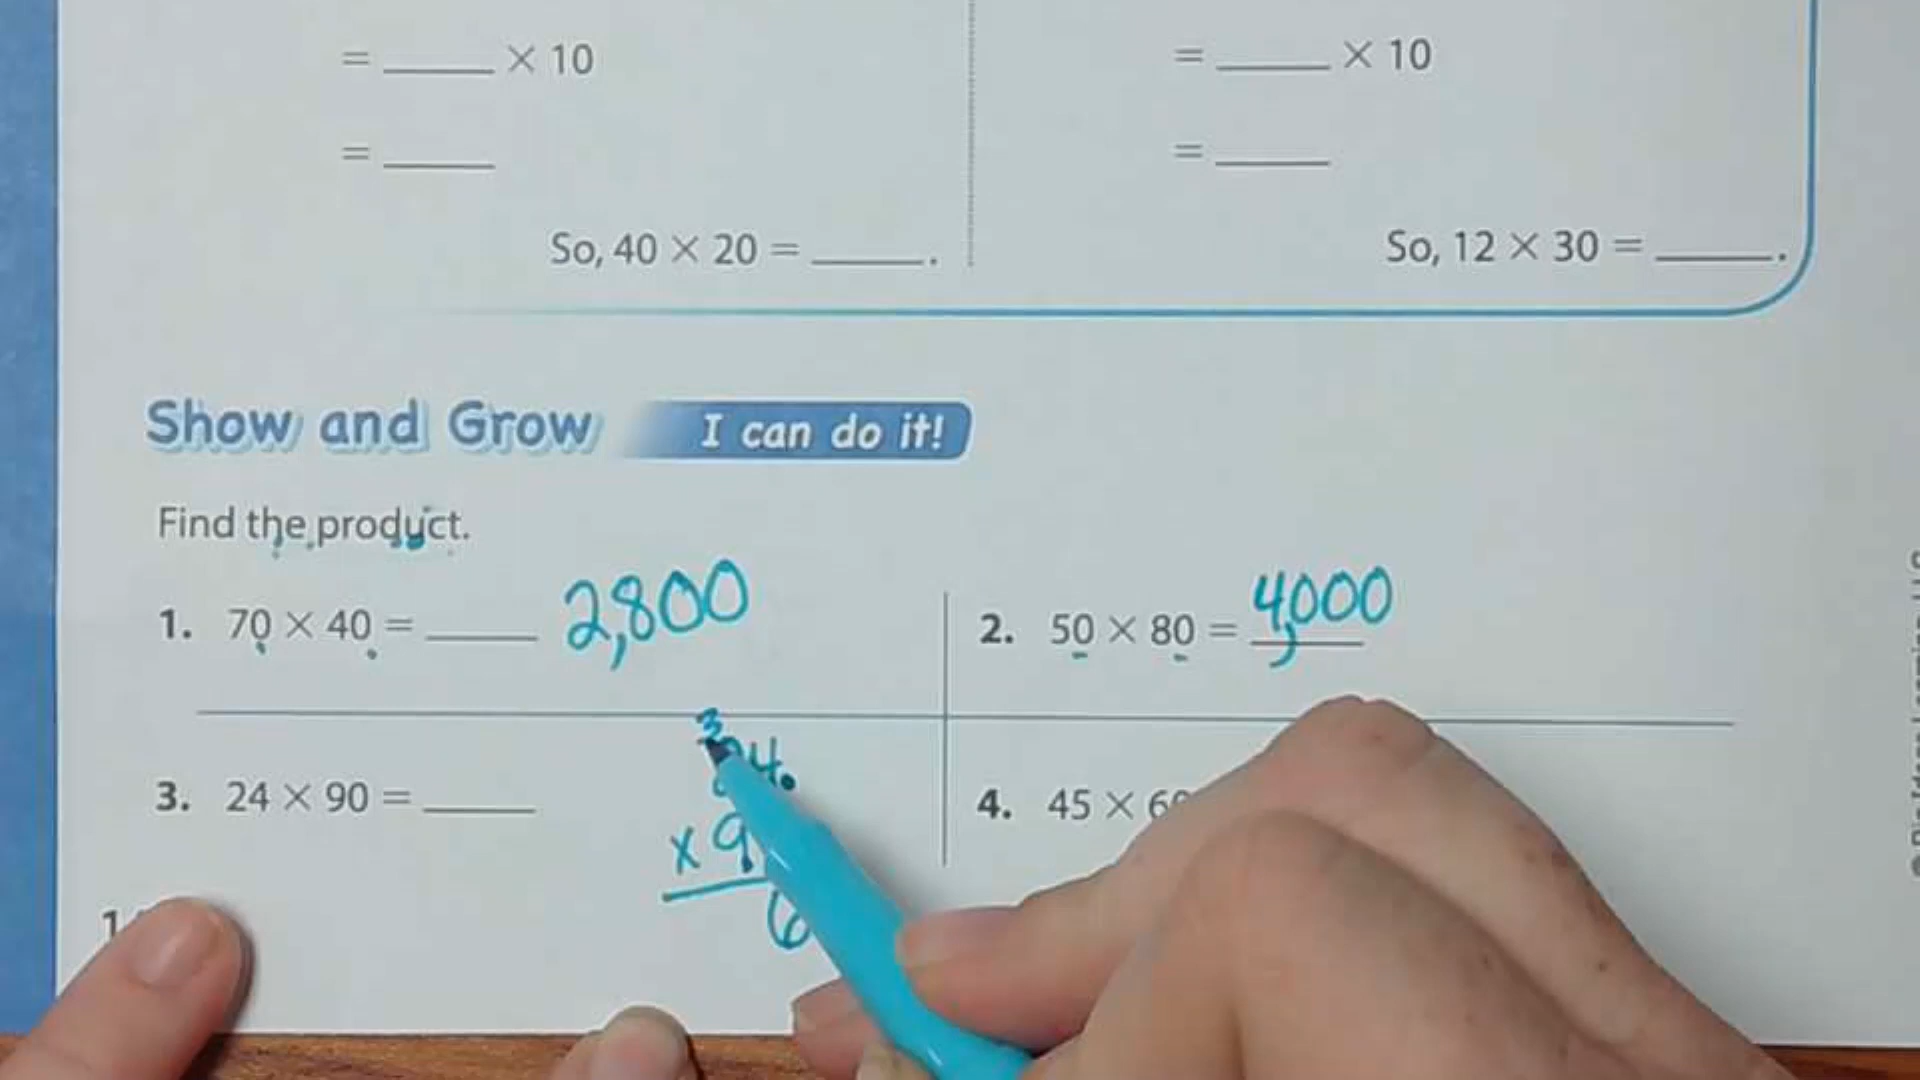 = ____ × 10
= ____ × 10
= ____
= ____
So, 40 × 20 = ____.
So, 12 × 30 = ____.
Show and Grow I can do it!
Find the product.
1. 70 × 40 = ____ 2,800
2. 50 × 80 = 4,000
3. 24 × 90 = ____
3
4.
× 9
6
4. 45 × 6